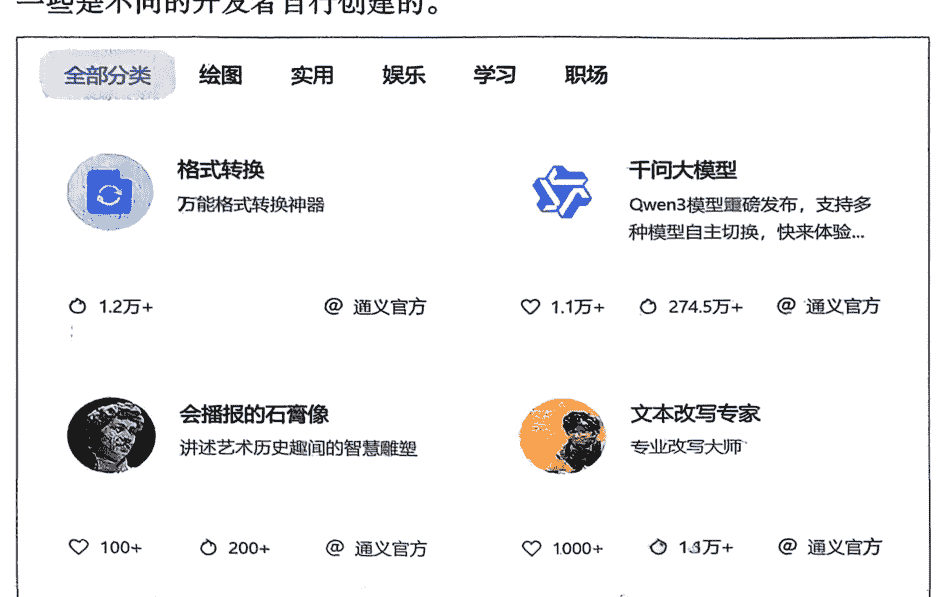 一些是不同的开发者自行创建的。
全部分类 绘图 实用 娱乐 学习 职场
格式转换
万能格式转换神器
1.2万+ @ 通义官方
千问大模型
Qwen3模型重磅发布，支持多
种模型自主切换，快来体验...
1.1万+ 274.5万+ @ 通义官方
会播报的石膏像
讲述艺术历史趣间的智慧雕塑
100+ 200+ @ 通义官方
文本改写专家
专业改写大师
1000+ @ 通义官方